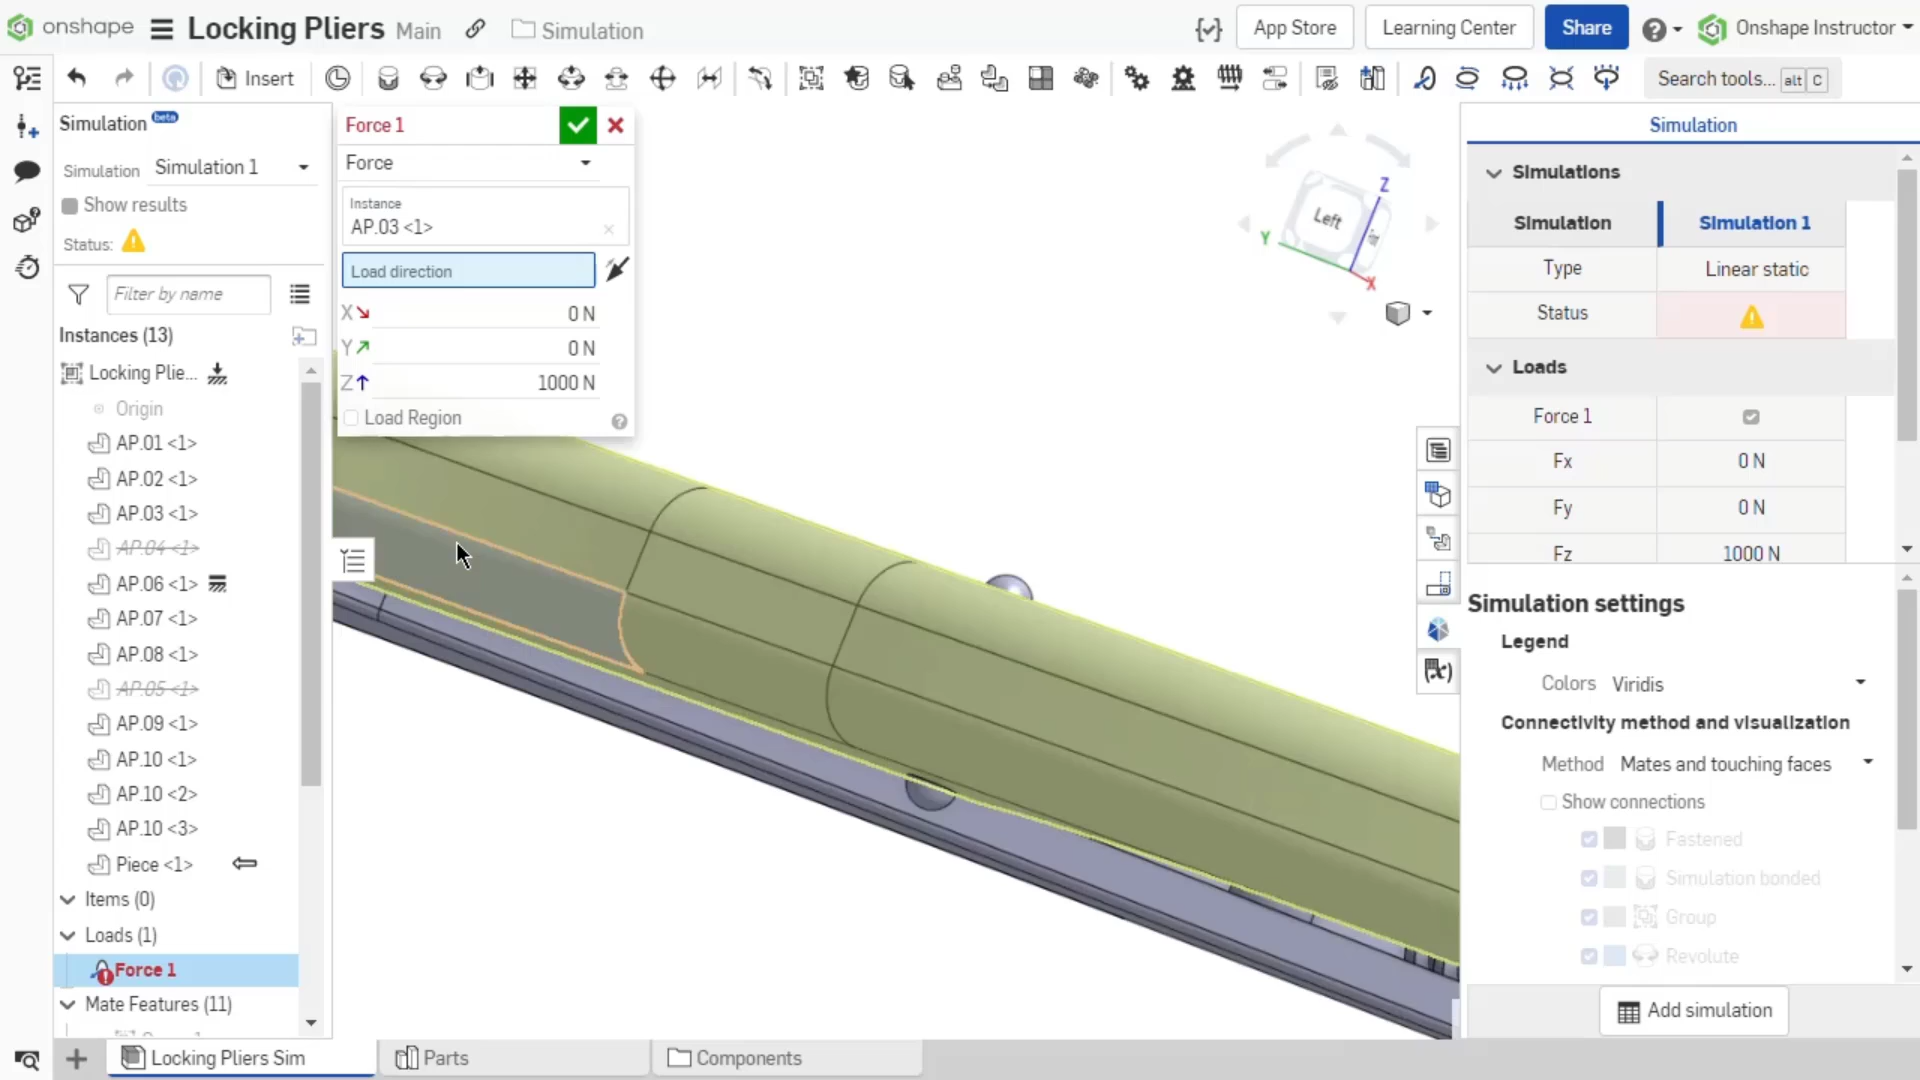 onshape Locking Pliers Main Simulation App Store Learning Center Share Onshape Instructor
Insert Search tools... alt C
Simulation beta
Simulation Simulation 1
Show results
Status:
Filter by name
Instances (13)
Locking Plie...
Origin
AP.01 <1>
AP.02 <1>
AP.03 <1>
AP.04 <1>
AP.06 <1>
AP.07 <1>
AP.08 <1>
AP.05 <1>
AP.09 <1>
AP.10 <1>
AP.10 <2>
AP.10 <3>
Piece <1>
Items (0)
Loads (1)
Force 1
Mate Features (11)
Force 1
Force
Instance
AP.03 <1>
Load direction
X 0 N
Y 0 N
Z 1000 N
Load Region
Z
Left
Y
X
Simulation
Simulations
Simulation Simulation 1
Type Linear static
Status
Loads
Force 1
Fx 0 N
Fy 0 N
Fz 1000 N
Simulation settings
Legend
Colors Viridis
Connectivity method and visualization
Method Mates and touching faces
Show connections
Fastened
Simulation bonded
Group
Revolute
Add simulation
Locking Pliers Sim Parts Components